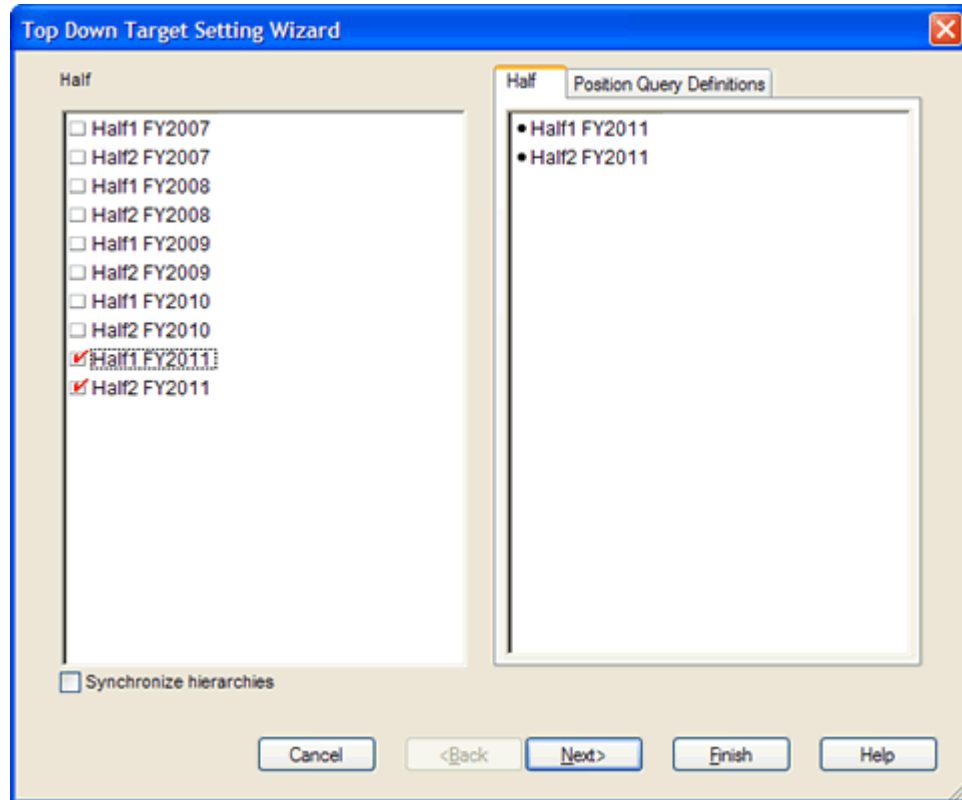 Top Down Target Setting Wizard
Half
Half1 FY2007
Half2 FY2007
Half1 FY2008
Half2 FY2008
Half1 FY2009
Half2 FY2009
Half1 FY2010
Half2 FY2010
Half1 FY2011
Half2 FY2011
Synchronize hierarchies
Half Position Query Definitions
Half1 FY2011
Half2 FY2011
Cancel <Back Next> Finish Help